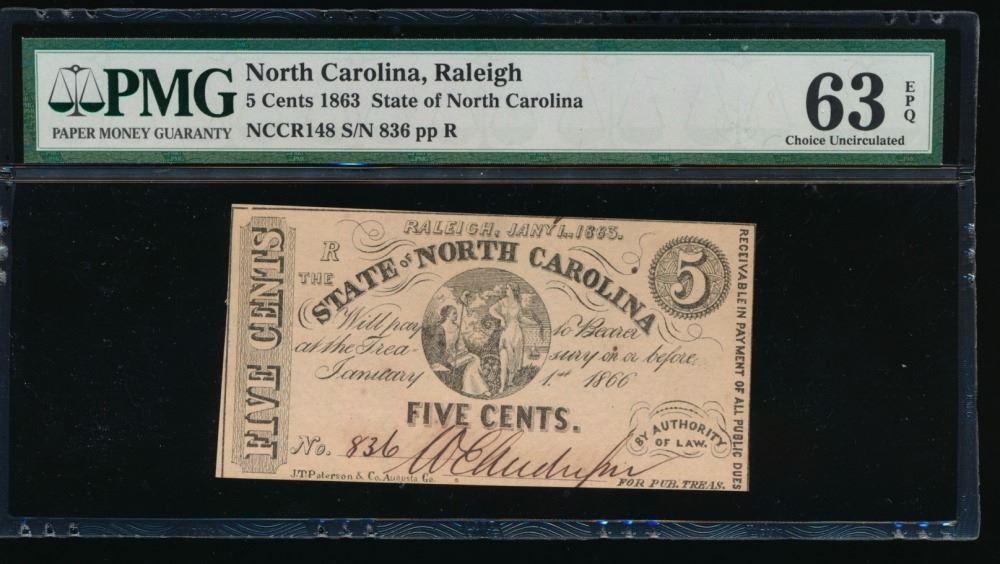 PMG
PAPER MONEY GUARANTY
North Carolina, Raleigh
5 Cents 1863 State of North Carolina
NCCR148 S/N 836 pp R
63
EPQ
Choice Uncirculated
RALEIGH, JANY 1, 1863.
R
THE
STATE OF NORTH CAROLINA
5
Will pay to Bearer
at the Treasury on or before
January 1st 1866
FIVE CENTS.
FIVE CENTS
RECEIVABLE IN PAYMENT OF ALL PUBLIC DUES
BY AUTHORITY
OF LAW.
No. 836
J.T. Paterson & Co. Augusta Ga.
FOR PUB. TREAS.